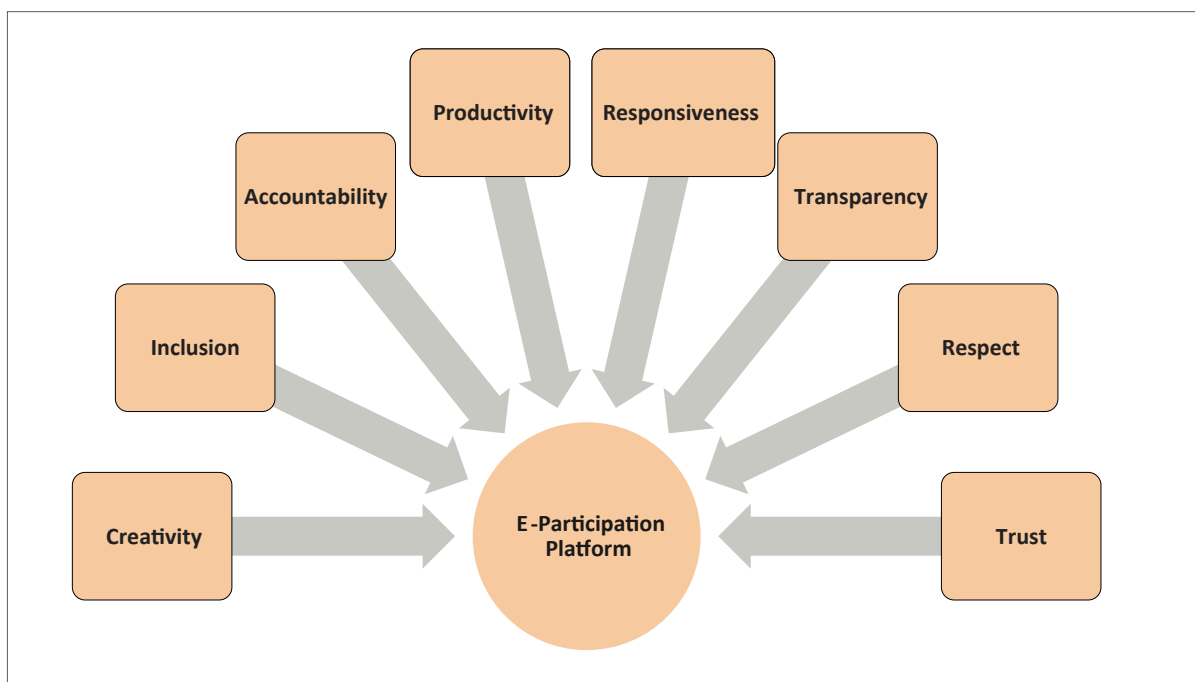 Productivity
Responsiveness
Accountability
Transparency
Inclusion
Respect
Creativity
E-Participation
Platform
Trust